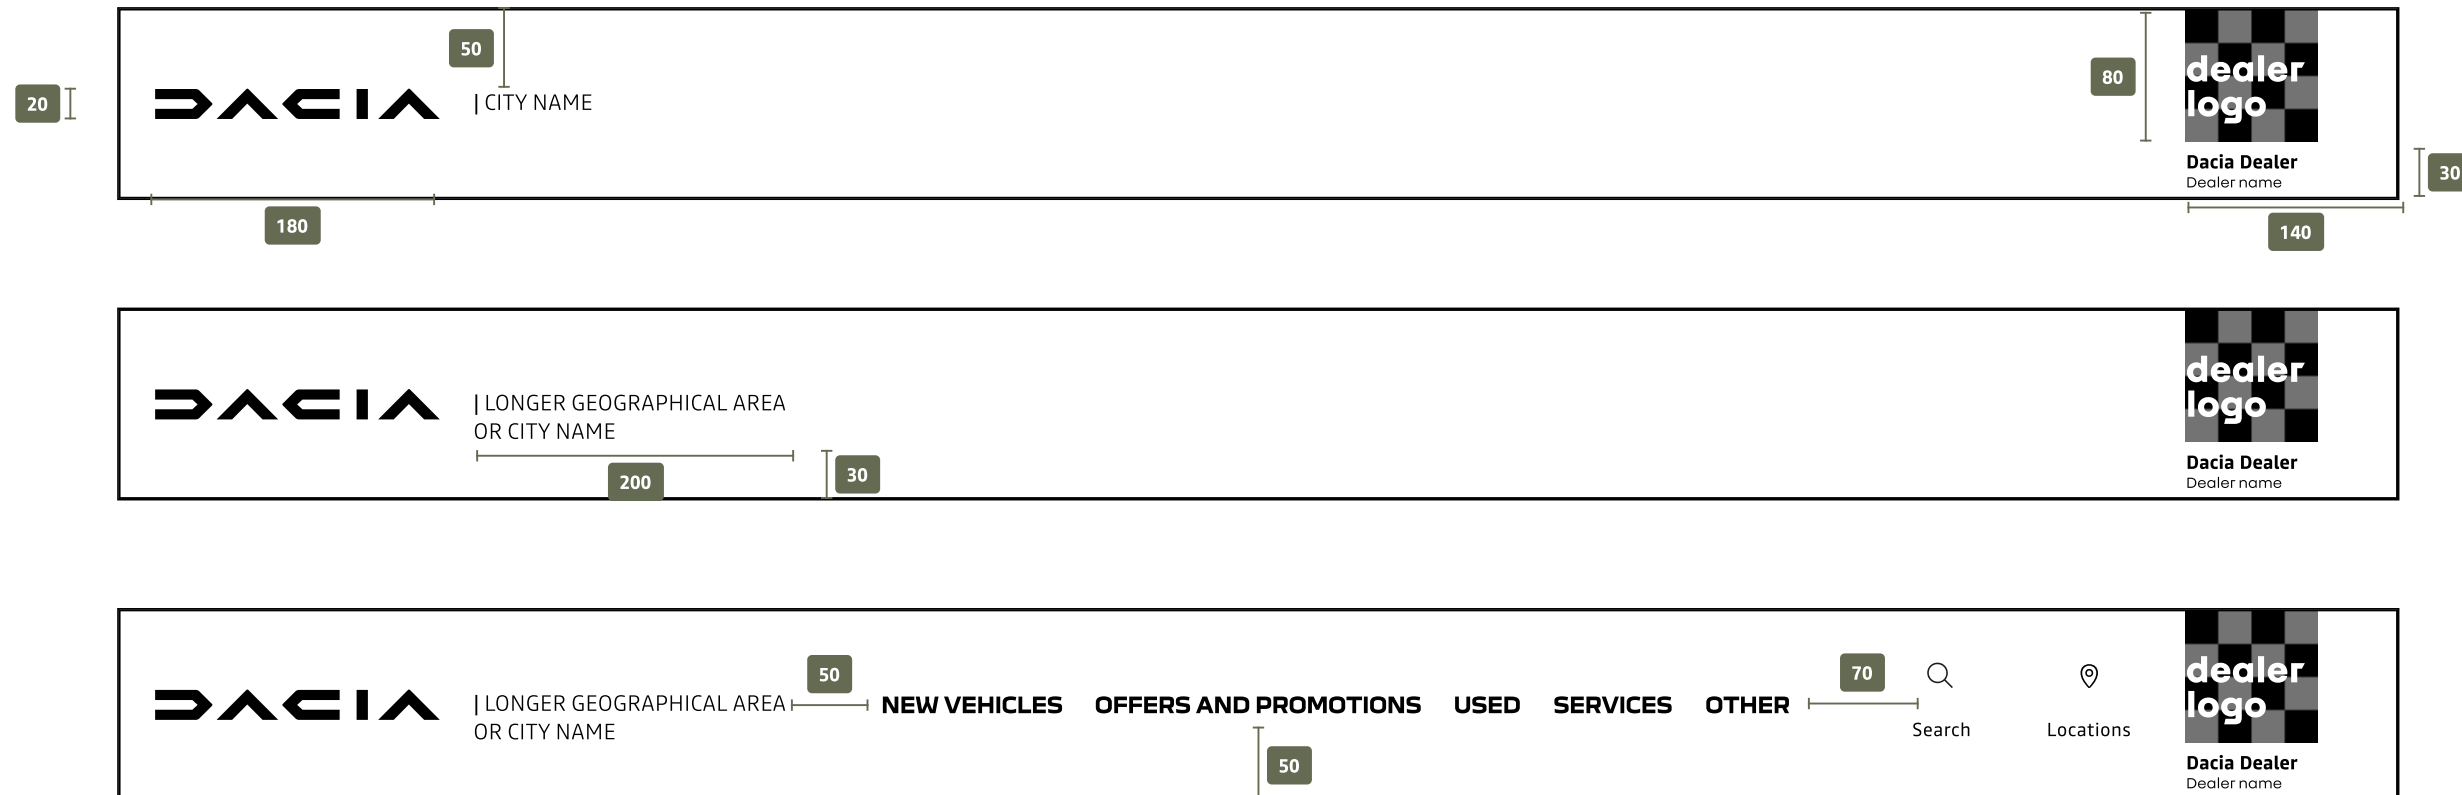 50
80
dealer
logo
20
DACIA
| CITY NAME
Dacia Dealer
Dealer name
30
180
140
DACIA
| LONGER GEOGRAPHICAL AREA
OR CITY NAME
200
30
dealer
logo
Dacia Dealer
Dealer name
DACIA
| LONGER GEOGRAPHICAL AREA
OR CITY NAME
50
NEW VEHICLES OFFERS AND PROMOTIONS USED SERVICES OTHER
50
70
Search
Locations
dealer
logo
Dacia Dealer
Dealer name